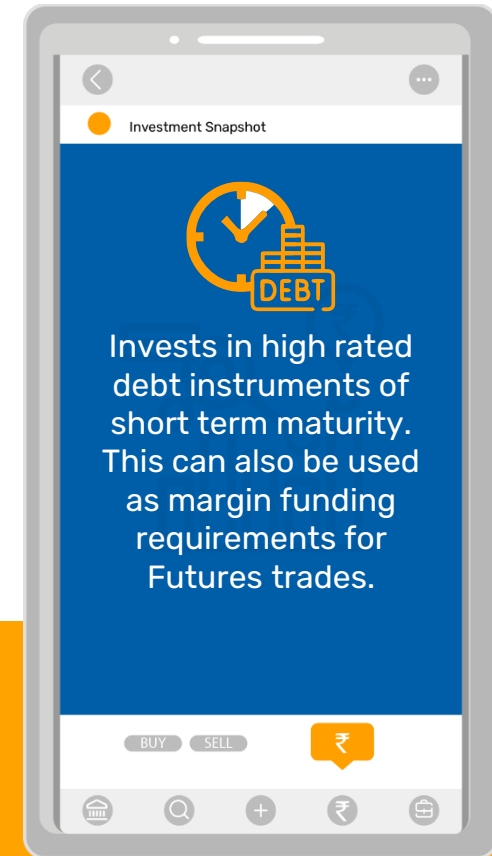 Investment Snapshot
DEBT
Invests in high rated
debt instruments of
short term maturity.
This can also be used
as margin funding
requirements for
Futures trades.
BUY SELL ₹
₹